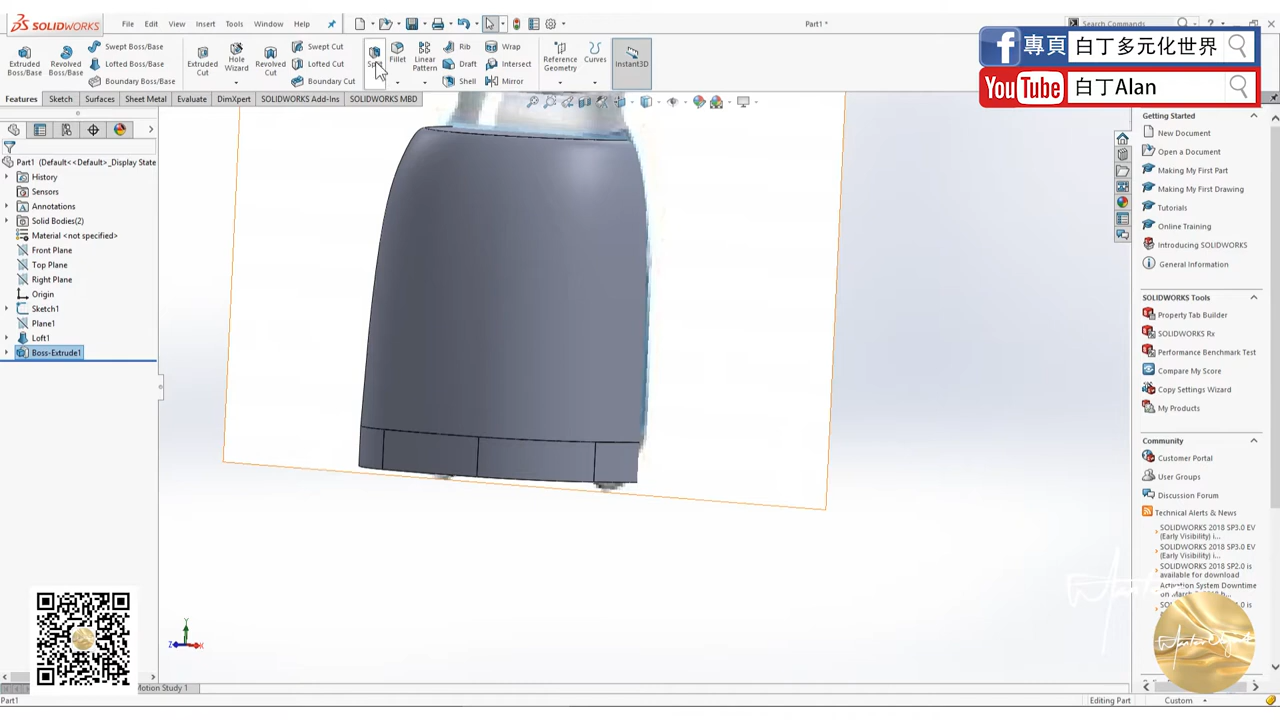 SOLIDWORKS
File Edit View Insert Tools Window Help
Part1 *
Search Commands
Extruded Boss/Base
Revolved Boss/Base
Swept Boss/Base
Lofted Boss/Base
Boundary Boss/Base
Extruded Cut
Hole Wizard
Revolved Cut
Swept Cut
Lofted Cut
Boundary Cut
Fillet
Linear Pattern
Rib
Draft
Shell
Wrap
Intersect
Mirror
Reference Geometry
Curves
Instant3D
f 專頁 白丁多元化世界
YouTube 白丁Alan
Features Sketch Surfaces Sheet Metal Evaluate DimXpert SOLIDWORKS Add-Ins SOLIDWORKS MBD
Part1 (Default<<Default>_Display State
History
Sensors
Annotations
Solid Bodies(2)
Material <not specified>
Front Plane
Top Plane
Right Plane
Origin
Sketch1
Plane1
Loft1
Boss-Extrude1
Getting Started
New Document
Open a Document
Making My First Part
Making My First Drawing
Tutorials
Online Training
Introducing SOLIDWORKS
General Information
SOLIDWORKS Tools
Property Tab Builder
SOLIDWORKS Rx
Performance Benchmark Test
Compare My Score
Copy Settings Wizard
My Products
Community
Customer Portal
User Groups
Discussion Forum
Technical Alerts & News
SOLIDWORKS 2018 SP3.0 EV
(Early Visibility) i...
SOLIDWORKS 2018 SP3.0 EV
(Early Visibility) i...
SOLIDWORKS 2018 SP2.0 is
available for download
Activation System Downtime
Y
Z
X
Motion Study 1
Part1
Editing Part
Custom